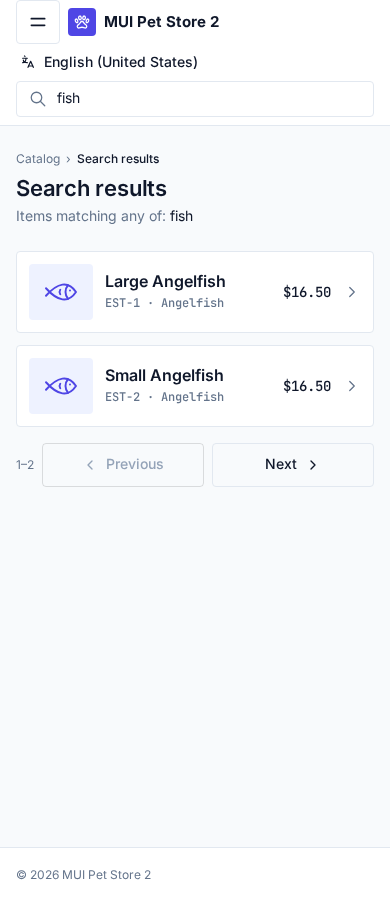 MUI Pet Store 2
English (United States)
fish
Catalog › Search results
Search results
Items matching any of: fish
Large Angelfish
EST-1 · Angelfish
$16.50
Small Angelfish
EST-2 · Angelfish
$16.50
1–2
Previous
Next
© 2026 MUI Pet Store 2